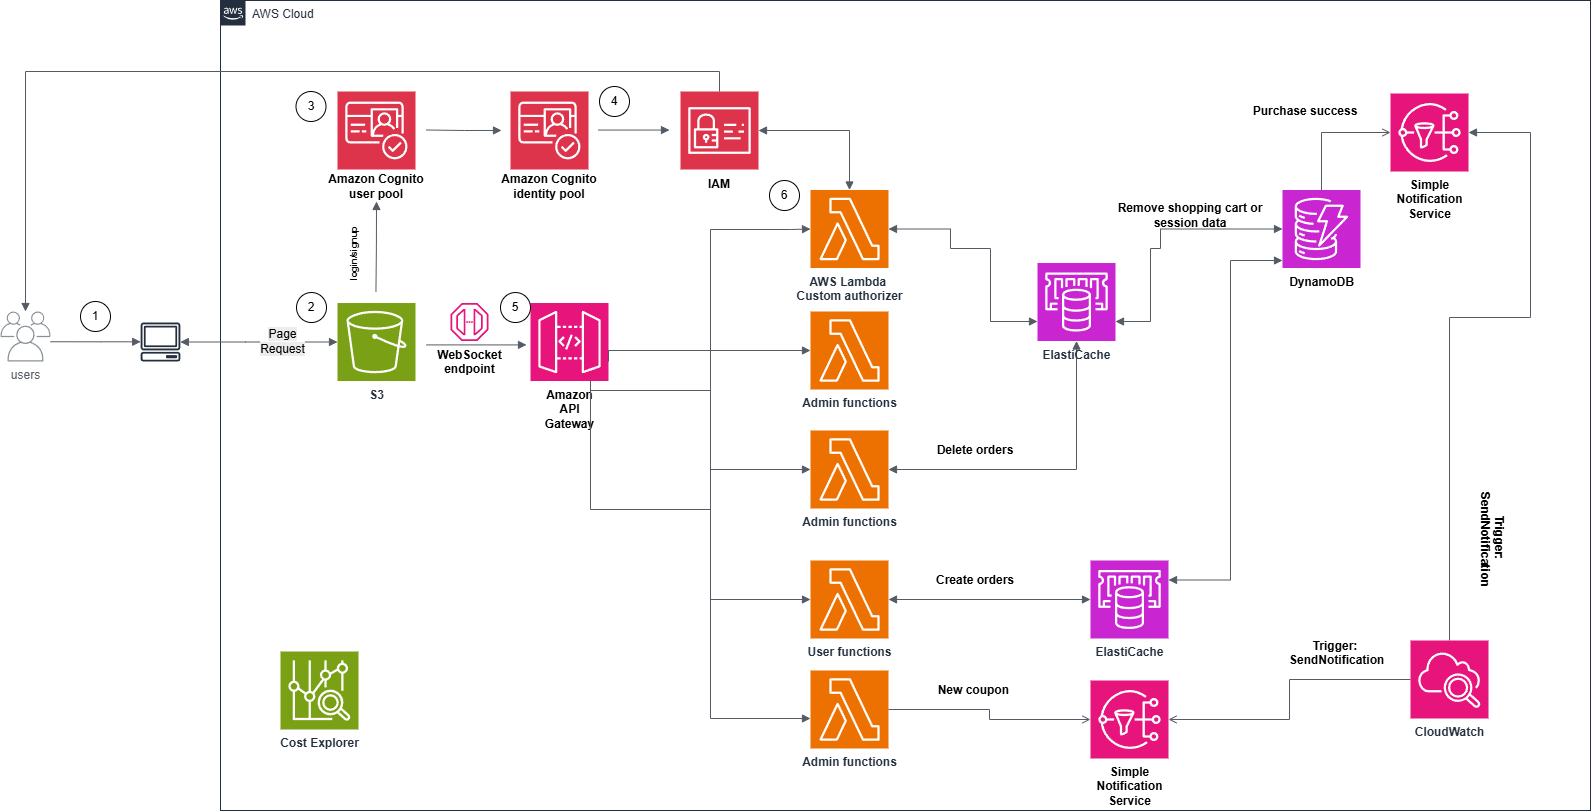 aws
AWS Cloud
1
users
Page
Request
2
S3
login/signup
3
Amazon Cognito
user pool
Amazon Cognito
identity pool
4
IAM
WebSocket
endpoint
5
Amazon
API
Gateway
6
AWS Lambda
Custom authorizer
Admin functions
Admin functions
Delete orders
User functions
Create orders
Admin functions
New coupon
ElastiCache
Remove shopping cart or
session data
DynamoDB
Purchase success
Simple
Notification
Service
ElastiCache
Simple
Notification
Service
Trigger:
SendNotification
Trigger:
SendNotification
CloudWatch
Cost Explorer